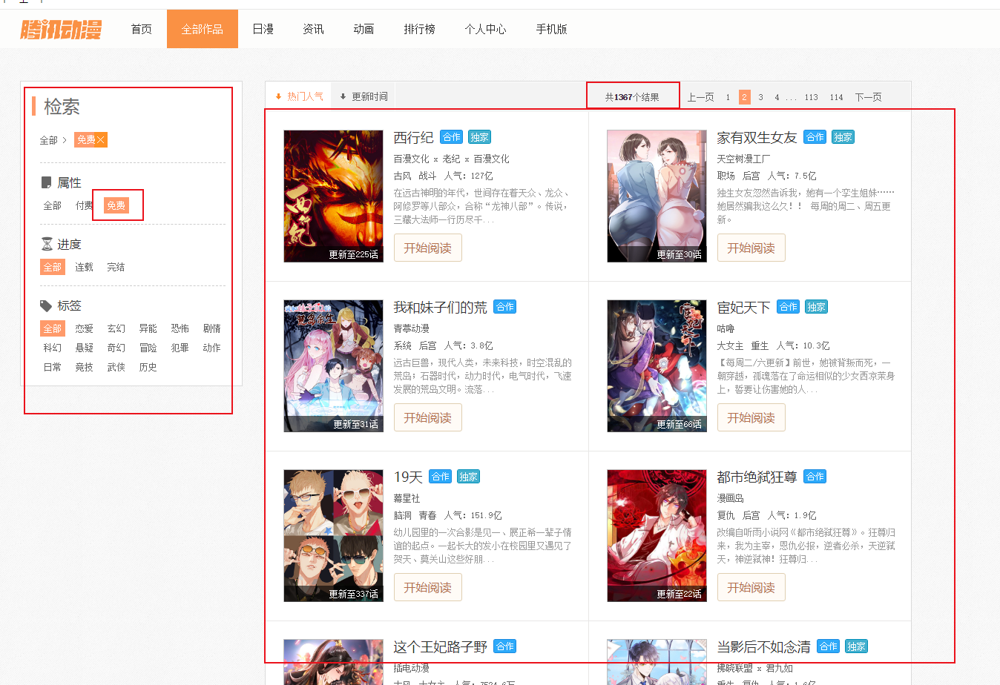 腾讯动漫 首页 全部作品 日漫 资讯 动画 排行榜 个人中心 手机版
检索
全部 > 免费×
属性
全部 付费 免费
进度
全部 连载 完结
标签
全部 恋爱 玄幻 异能 恐怖 剧情
科幻 悬疑 奇幻 冒险 犯罪 动作
日常 竞技 武侠 历史
热门人气 更新时间 共1367个结果 上一页 1 2 3 4 ... 113 114 下一页
西行纪
更新至225话
西行纪 合作 独家
百漫文化 x 老纪 x 百漫文化
古风 战斗 人气：127亿
在远古神明的年代，世间存在着天众、龙众、
阿修罗等八部众，合称“龙神八部”。传说，
三藏大法师一行历尽千...
开始阅读
更新至30话
家有双生女友 合作 独家
天空树漫工厂
职场 后宫 人气：7.5亿
独生女友忽然告诉我，她有一个孪生姐妹……
她居然骗我这么久！！ 每周的周二、周五更
新。
开始阅读
更新至31话
我和妹子们的荒 合作
青葶动漫
系统 后宫 人气：3.8亿
远古巨兽，现代人类，未来科技，时空混乱的
荒岛；石器时代，动力时代，电气时代，飞速
发展的荒岛文明。流落...
开始阅读
宦妃天下
更新至66话
宦妃天下 合作 独家
咕噜
大女主 重生 人气：10.3亿
【每周二/六更新】前世，她被背叛而死，一
朝穿越，孤魂落在了命运相似的少女西凉茉身
上，誓要让伤害她的人...
开始阅读
更新至337话
19天 合作 独家
幕星社
脑洞 青春 人气：151.9亿
幼儿园里的一次合影是见一、展正希一辈子情
谊的起点。一起长大的发小在校园里又遇见了
贺天、莫关山这些好朋...
开始阅读
更新至22话
都市绝弑狂尊 合作
漫画岛
复仇 后宫 人气：1.9亿
改编自听雨小说网《都市绝弑狂尊》。狂尊归
来，我为主宰，恩仇必报，逆者必杀，天逆弑
天，神逆弑神！狂尊归...
开始阅读
这个王妃路子野 合作
插电动漫
当影后不如念清 合作 独家
拂晓联盟 x 君九如